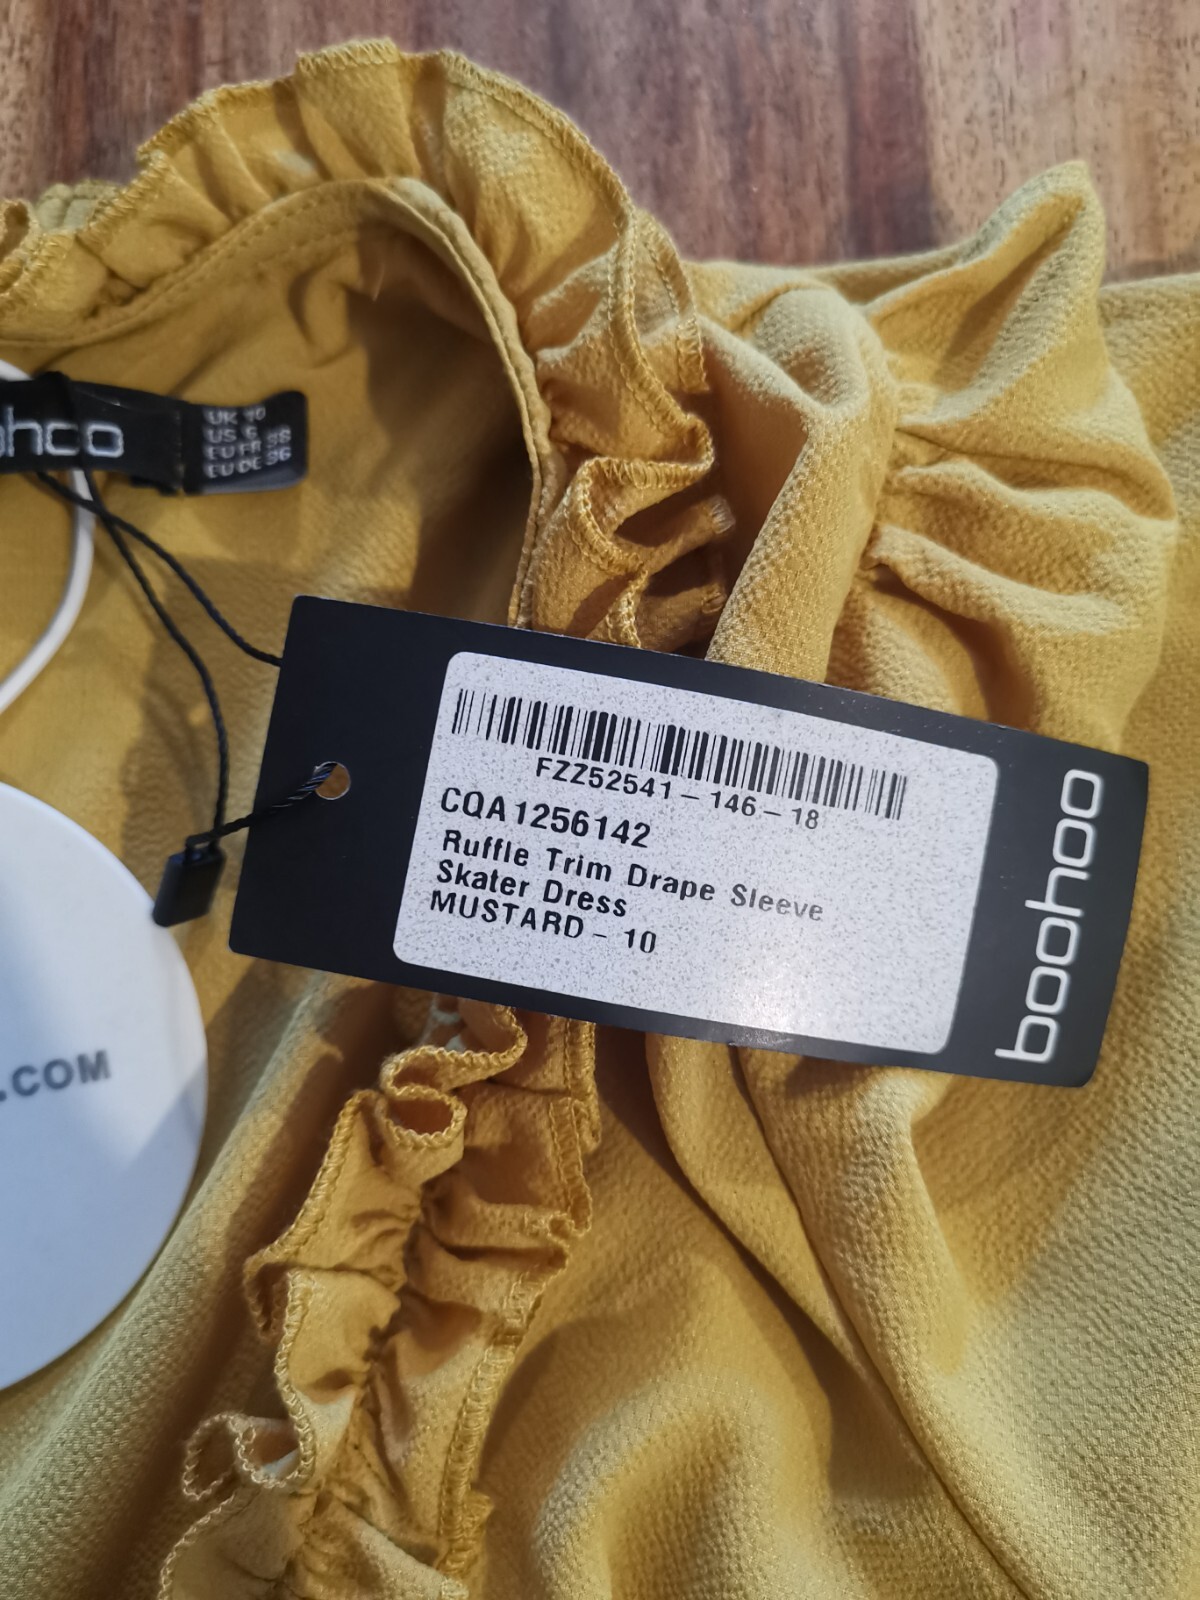 ohoo
UK 10
US 6
EU FR 38
EU DE 36
FZZ52541-146-18
CQA1256142
Ruffle Trim Drape Sleeve
Skater Dress
MUSTARD - 10
boohoo
.COM